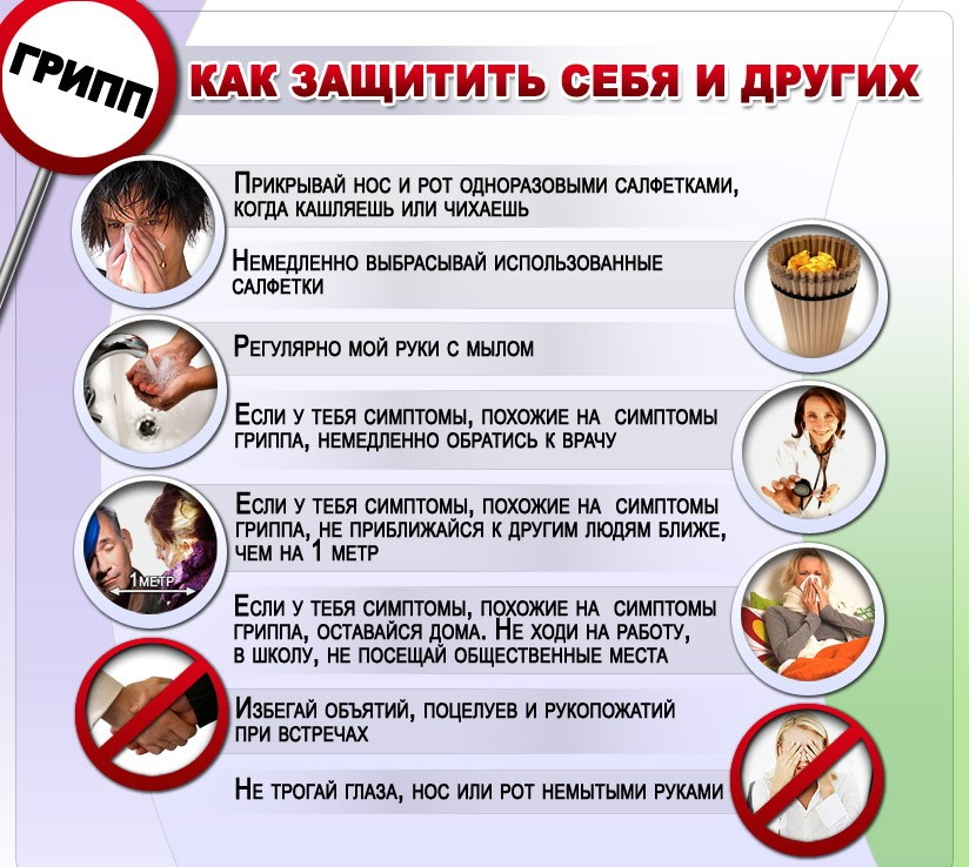 ГРИПП
КАК ЗАЩИТИТЬ СЕБЯ И ДРУГИХ
Прикрывай нос и рот одноразовыми салфетками,
когда кашляешь или чихаешь
Немедленно выбрасывай использованные
салфетки
Регулярно мой руки с мылом
Если у тебя симптомы, похожие на симптомы
гриппа, немедленно обратись к врачу
Если у тебя симптомы, похожие на симптомы
гриппа, не приближайся к другим людям ближе,
чем на 1 метр
1метр
Если у тебя симптомы, похожие на симптомы
гриппа, оставайся дома. Не ходи на работу,
в школу, не посещай общественные места
Избегай объятий, поцелуев и рукопожатий
при встречах
Не трогай глаза, нос или рот немытыми руками